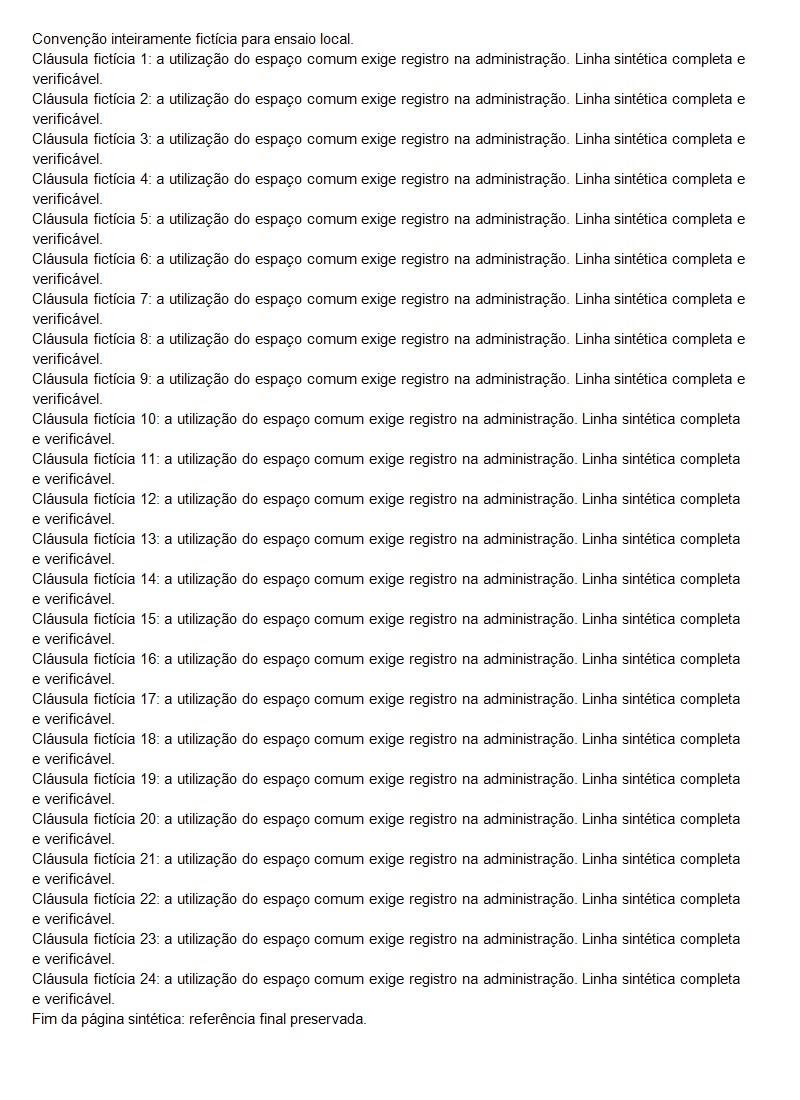 Convenção inteiramente fictícia para ensaio local.
Cláusula fictícia 1: a utilização do espaço comum exige registro na administração. Linha sintética completa e
verificável.
Cláusula fictícia 2: a utilização do espaço comum exige registro na administração. Linha sintética completa e
verificável.
Cláusula fictícia 3: a utilização do espaço comum exige registro na administração. Linha sintética completa e
verificável.
Cláusula fictícia 4: a utilização do espaço comum exige registro na administração. Linha sintética completa e
verificável.
Cláusula fictícia 5: a utilização do espaço comum exige registro na administração. Linha sintética completa e
verificável.
Cláusula fictícia 6: a utilização do espaço comum exige registro na administração. Linha sintética completa e
verificável.
Cláusula fictícia 7: a utilização do espaço comum exige registro na administração. Linha sintética completa e
verificável.
Cláusula fictícia 8: a utilização do espaço comum exige registro na administração. Linha sintética completa e
verificável.
Cláusula fictícia 9: a utilização do espaço comum exige registro na administração. Linha sintética completa e
verificável.
Cláusula fictícia 10: a utilização do espaço comum exige registro na administração. Linha sintética completa
e verificável.
Cláusula fictícia 11: a utilização do espaço comum exige registro na administração. Linha sintética completa
e verificável.
Cláusula fictícia 12: a utilização do espaço comum exige registro na administração. Linha sintética completa
e verificável.
Cláusula fictícia 13: a utilização do espaço comum exige registro na administração. Linha sintética completa
e verificável.
Cláusula fictícia 14: a utilização do espaço comum exige registro na administração. Linha sintética completa
e verificável.
Cláusula fictícia 15: a utilização do espaço comum exige registro na administração. Linha sintética completa
e verificável.
Cláusula fictícia 16: a utilização do espaço comum exige registro na administração. Linha sintética completa
e verificável.
Cláusula fictícia 17: a utilização do espaço comum exige registro na administração. Linha sintética completa
e verificável.
Cláusula fictícia 18: a utilização do espaço comum exige registro na administração. Linha sintética completa
e verificável.
Cláusula fictícia 19: a utilização do espaço comum exige registro na administração. Linha sintética completa
e verificável.
Cláusula fictícia 20: a utilização do espaço comum exige registro na administração. Linha sintética completa
e verificável.
Cláusula fictícia 21: a utilização do espaço comum exige registro na administração. Linha sintética completa
e verificável.
Cláusula fictícia 22: a utilização do espaço comum exige registro na administração. Linha sintética completa
e verificável.
Cláusula fictícia 23: a utilização do espaço comum exige registro na administração. Linha sintética completa
e verificável.
Cláusula fictícia 24: a utilização do espaço comum exige registro na administração. Linha sintética completa
e verificável.
Fim da página sintética: referência final preservada.